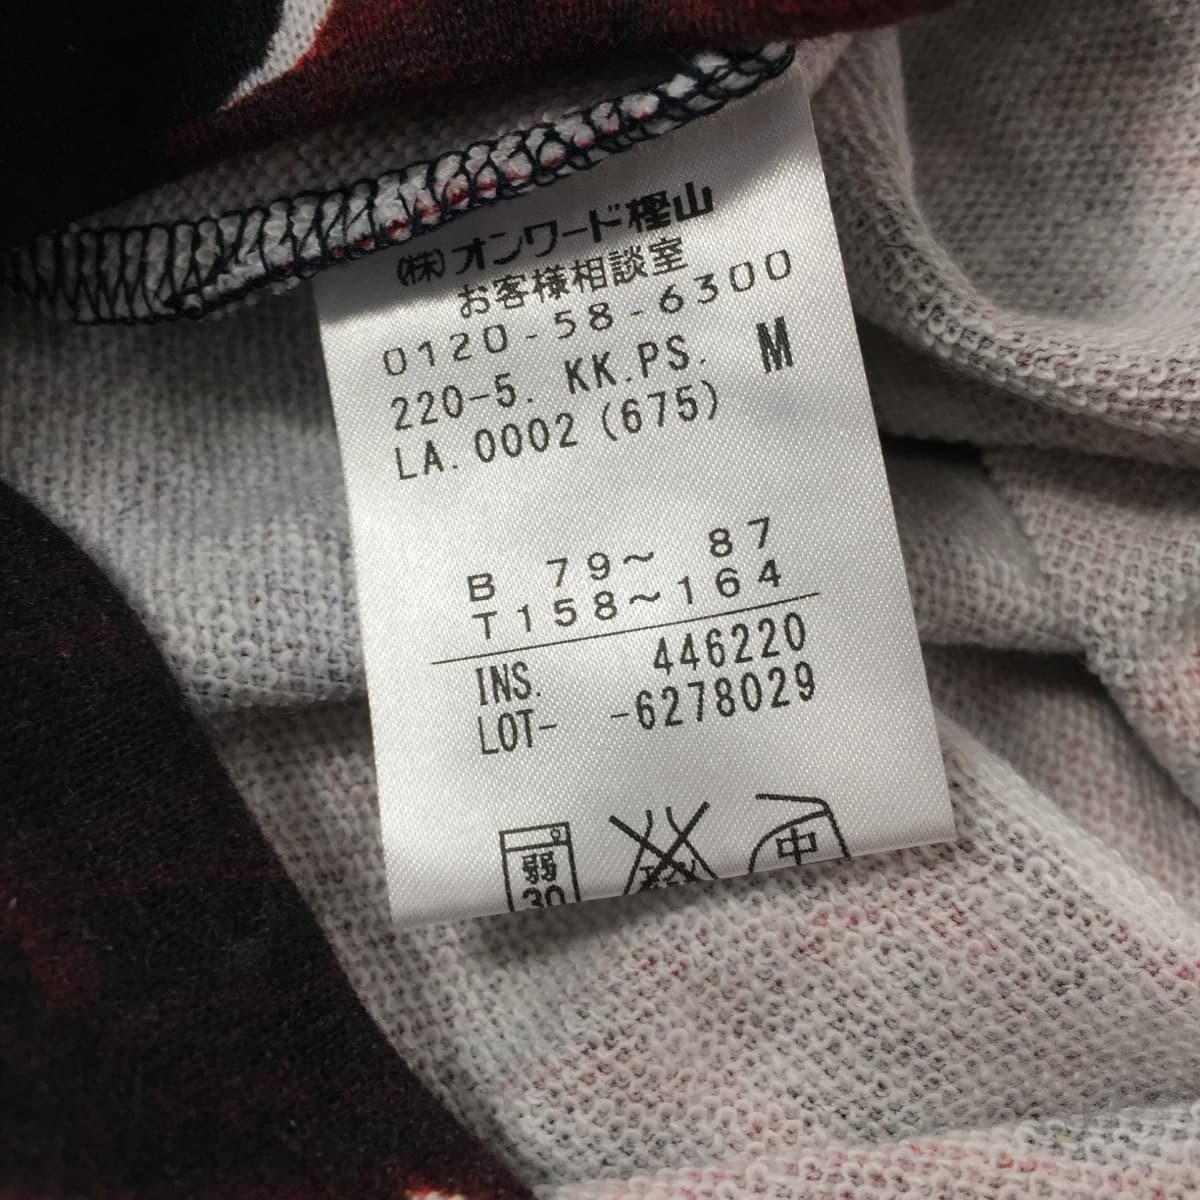 (株)オンワード樫山
お客様相談室
0120-58-6300
220-5. KK.PS. M
LA.0002(675)
B 79~ 87
T158~164
INS. 446220
LOT- -6278029
弱 中
30